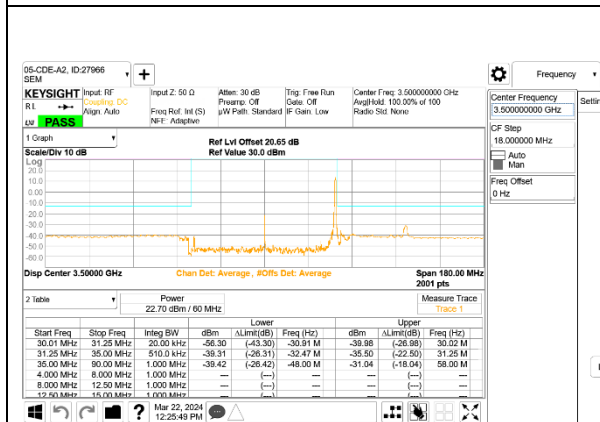 05-CDE-A2, ID:27966
SEM
Frequency
KEYSIGHT
Input: RF
Coupling: DC
Align: Auto
Input Z: 50 Ω
Freq Ref: Int (S)
NFE: Adaptive
Atten: 30 dB
Preamp: Off
µW Path: Standard
Trig: Free Run
Gate: Off
IF Gain: Low
Center Freq: 3.500000000 GHz
Avg|Hold: 100.00% of 100
Radio Std: None
RL
PASS
Center Frequency
3.500000000 GHz
Settin
CF Step
18.000000 MHz
Auto
Man
Freq Offset
0 Hz
1 Graph
Scale/Div 10 dB
Ref Lvl Offset 20.65 dB
Ref Value 30.0 dBm
Log
20.0
10.0
0.00
-10.0
-20.0
-30.0
-40.0
-50.0
-60.0
Disp Center 3.50000 GHz
Chan Det: Average , #Offs Det: Average
Span 180.00 MHz
2001 pts
2 Table
Power
22.70 dBm / 60 MHz
Measure Trace
Trace 1
Lower Upper
Start Freq Stop Freq Integ BW dBm ΔLimit(dB) Freq (Hz) dBm ΔLimit(dB) Freq (Hz)
30.01 MHz 31.25 MHz 20.00 kHz -56.30 (-43.30) -30.91 M -39.98 (-26.98) 30.02 M
31.25 MHz 35.00 MHz 510.0 kHz -39.31 (-26.31) -32.47 M -35.50 (-22.50) 31.25 M
35.00 MHz 90.00 MHz 1.000 MHz -39.42 (-26.42) -48.00 M -31.04 (-18.04) 58.00 M
4.000 MHz 8.000 MHz 1.000 MHz --- (---) --- --- (---) ---
8.000 MHz 12.50 MHz 1.000 MHz --- (---) --- --- (---) ---
12.50 MHz 15.00 MHz 1.000 MHz --- (---) --- --- (---) ---
Mar 22, 2024
12:25:49 PM